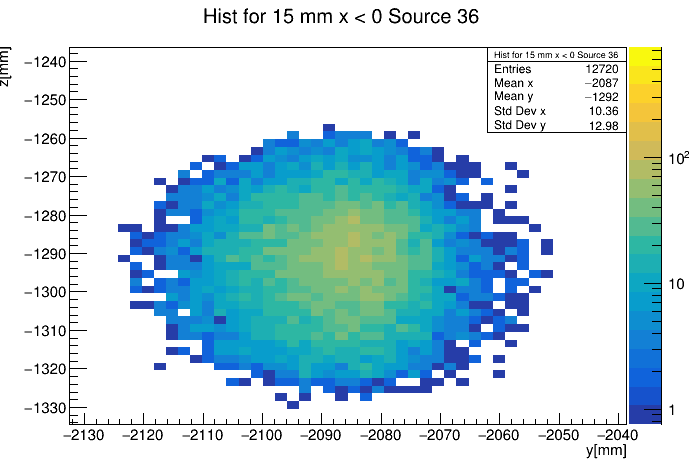 Hist for 15 mm x < 0 Source 36
z[mm]
−1240
−1250
−1260
−1270
−1280
−1290
−1300
−1310
−1320
−1330
Hist for 15 mm x < 0 Source 36
Entries 12720
Mean x −2087
Mean y −1292
Std Dev x 10.36
Std Dev y 12.98
10²
10
1
−2130 −2120 −2110 −2100 −2090 −2080 −2070 −2060 −2050 −2040
y[mm]